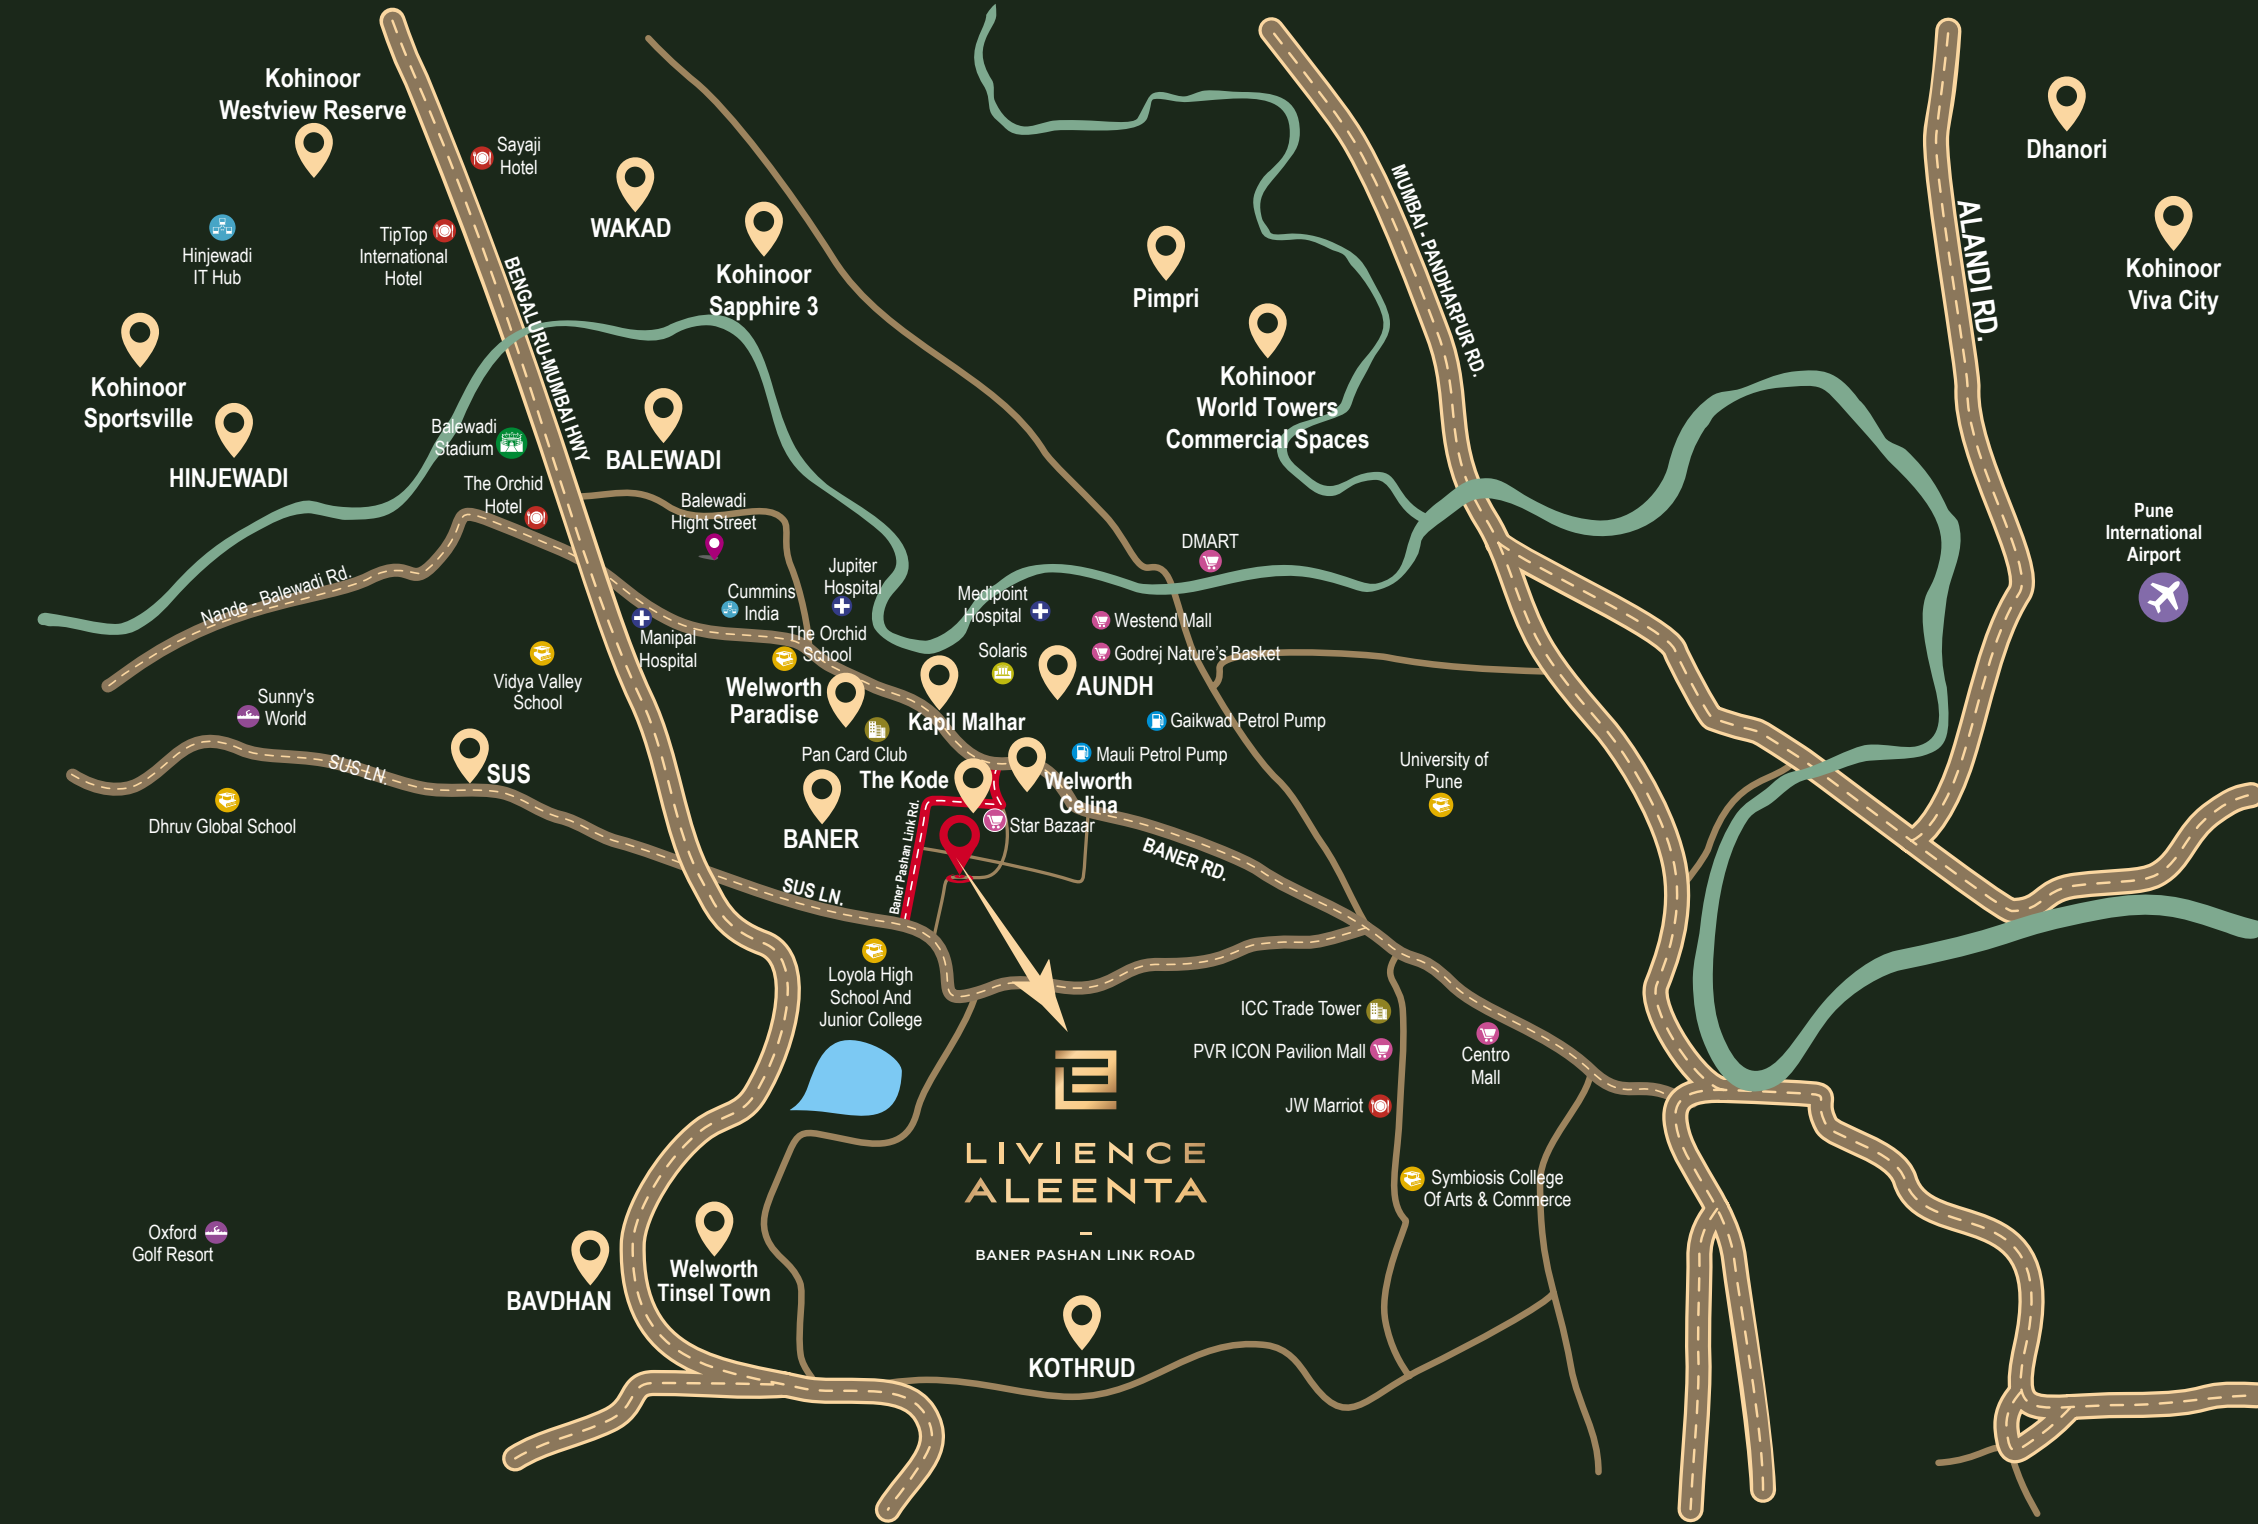 Kohinoor
Westview Reserve
Sayaji
Hotel
Hinjewadi
IT Hub
TipTop
International
Hotel
WAKAD
Kohinoor
Sapphire 3
BENGALURU-MUMBAI HWY
Pimpri
MUMBAI - PANDHARPUR RD.
Dhanori
ALANDI RD.
Kohinoor
Viva City
Kohinoor
Sportsville
HINJEWADI
Balewadi
Stadium
BALEWADI
Kohinoor
World Towers
Commercial Spaces
The Orchid
Hotel
Balewadi
Hight Street
Pune
International
Airport
DMART
Nande - Balewadi Rd.
Cummins
India
Jupiter
Hospital
Medipoint
Hospital
Westend Mall
Manipal
Hospital
The Orchid
School
Solaris
Godrej Nature's Basket
Vidya Valley
School
Welworth
Paradise
AUNDH
Sunny's
World
Kapil Malhar
Gaikwad Petrol Pump
Pan Card Club
Mauli Petrol Pump
SUS LN.
SUS
The Kode
Welworth
Celina
University of
Pune
Dhruv Global School
BANER
Baner Pashan Link Rd.
Star Bazaar
BANER RD.
SUS LN.
Loyola High
School And
Junior College
ICC Trade Tower
PVR ICON Pavilion Mall
Centro
Mall
JW Marriot
LIVIENCE
ALEENTA
BANER PASHAN LINK ROAD
Symbiosis College
Of Arts & Commerce
Oxford
Golf Resort
BAVDHAN
Welworth
Tinsel Town
KOTHRUD